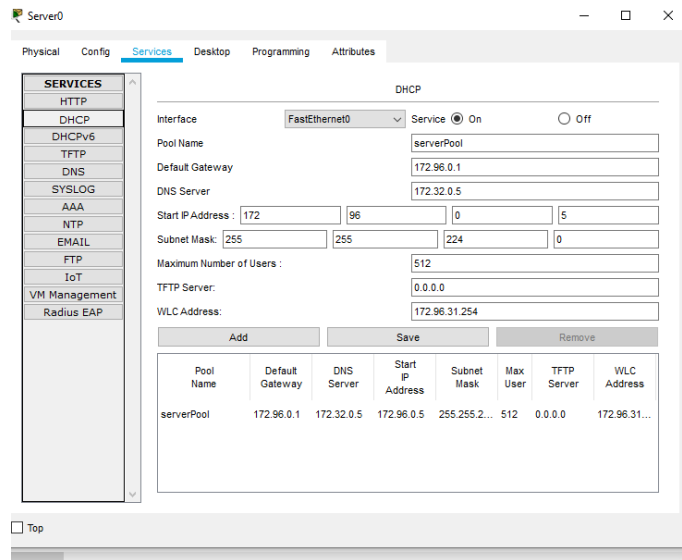 Server0
Physical Config Services Desktop Programming Attributes
SERVICES
HTTP
DHCP
DHCPv6
TFTP
DNS
SYSLOG
AAA
NTP
EMAIL
FTP
IoT
VM Management
Radius EAP
DHCP
Interface FastEthernet0 Service On Off
Pool Name serverPool
Default Gateway 172.96.0.1
DNS Server 172.32.0.5
Start IP Address : 172 96 0 5
Subnet Mask: 255 255 224 0
Maximum Number of Users : 512
TFTP Server: 0.0.0.0
WLC Address: 172.96.31.254
Add Save Remove
Pool Name Default Gateway DNS Server Start IP Address Subnet Mask Max User TFTP Server WLC Address
serverPool 172.96.0.1 172.32.0.5 172.96.0.5 255.255.2... 512 0.0.0.0 172.96.31...
Top